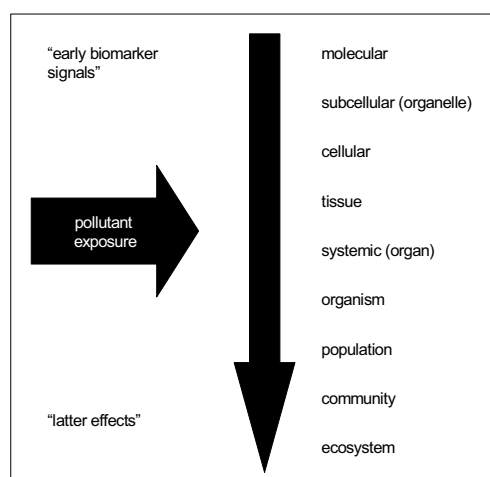 “early biomarker
signals”
pollutant
exposure
“latter effects”
molecular
subcellular (organelle)
cellular
tissue
systemic (organ)
organism
population
community
ecosystem